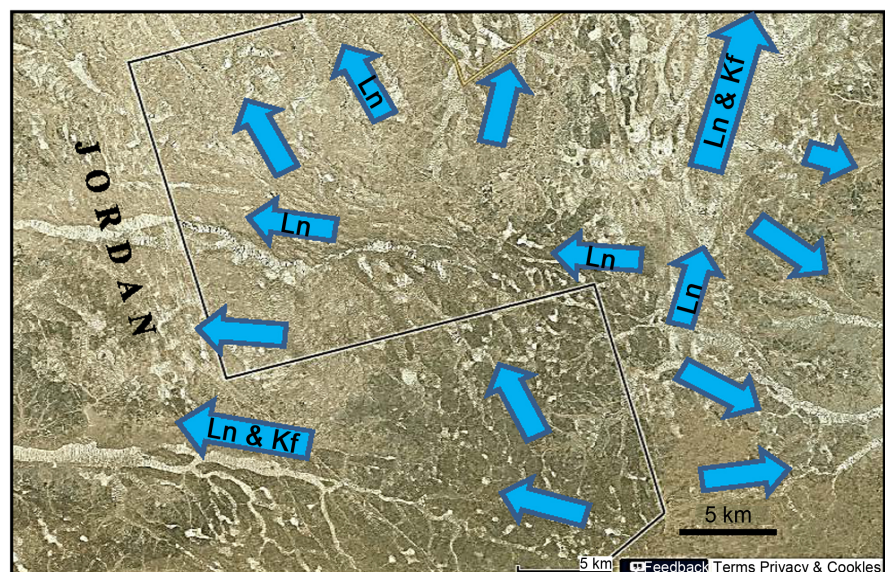 Ln
Ln & Kf
JORDAN
Ln
Ln
Ln
Ln & Kf
5 km
5 km
Feedback Terms Privacy & Cookies